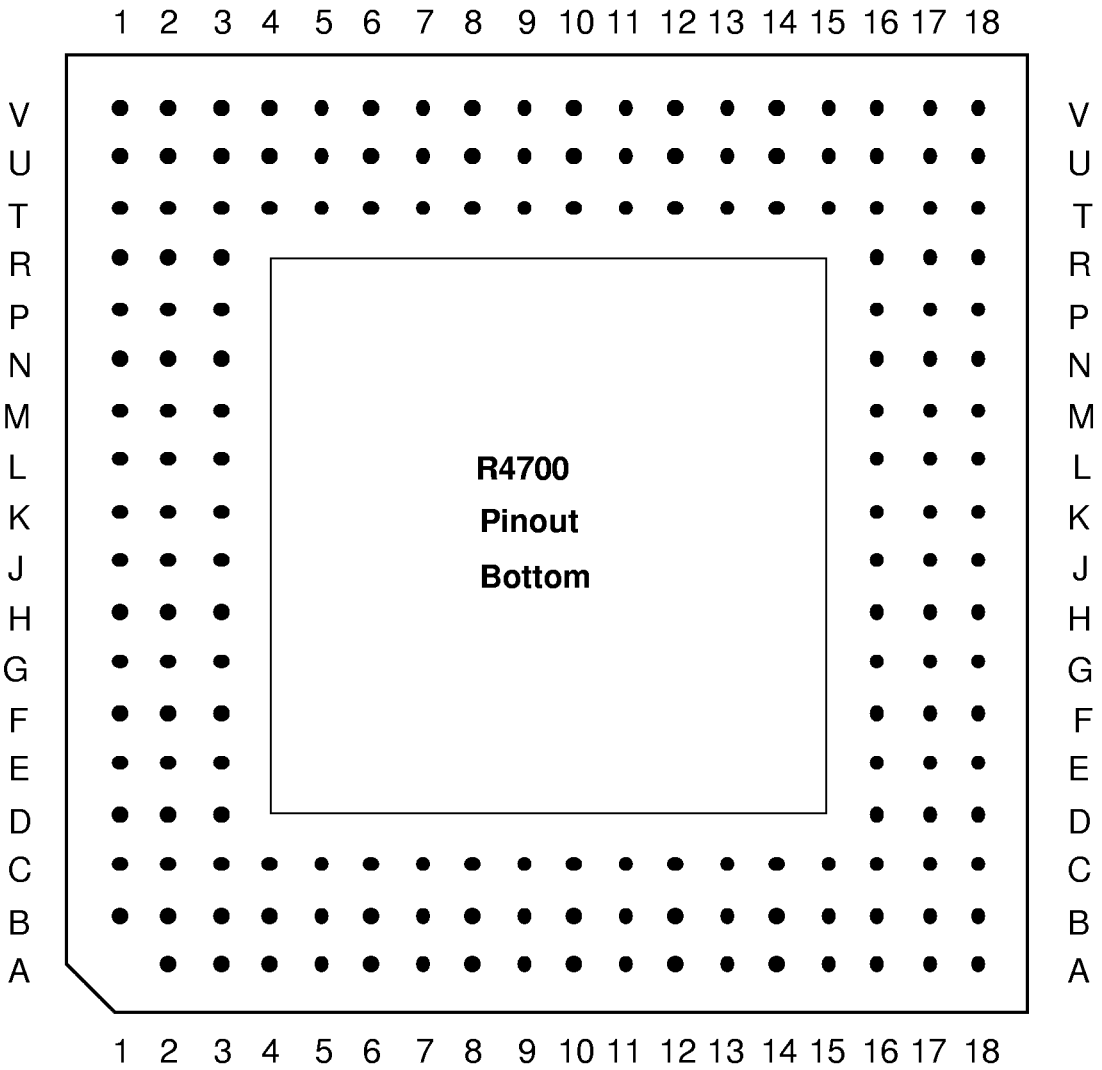 1 2 3 4 5 6 7 8 9 10 11 12 13 14 15 16 17 18
V V
U U
T T
R R
P P
N N
M M
L R4700 L
K Pinout K
J Bottom J
H H
G G
F F
E E
D D
C C
B B
A A
1 2 3 4 5 6 7 8 9 10 11 12 13 14 15 16 17 18